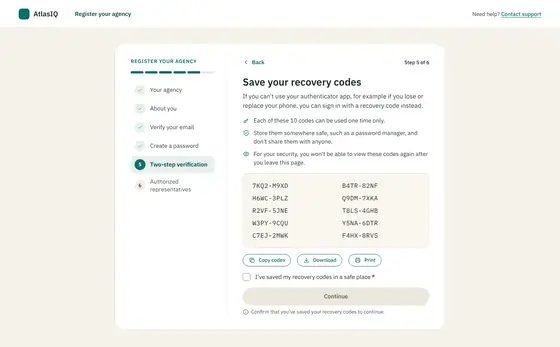 AtlasIQ
Register your agency
Need help? Contact support
REGISTER YOUR AGENCY
Your agency
About you
Verify your email
Create a password
5
Two-step verification
6
Authorized
representatives
Back
Step 5 of 6
Save your recovery codes
If you can't use your authenticator app, for example if you lose or
replace your phone, you can sign in with a recovery code instead.
Each of these 10 codes can be used one time only.
Store them somewhere safe, such as a password manager, and
don't share them with anyone.
For your security, you won't be able to view these codes again after
you leave this page.
7KQ2-M9XD B4TR-82NF
H6WC-3PLZ Q9DM-7XKA
R2VF-5JNE T8LS-4GHB
W3PY-9CQU Y5NA-6DTR
C7EJ-2MWK F4HX-8RVS
Copy codes
Download
Print
I've saved my recovery codes in a safe place *
Continue
Confirm that you've saved your recovery codes to continue.